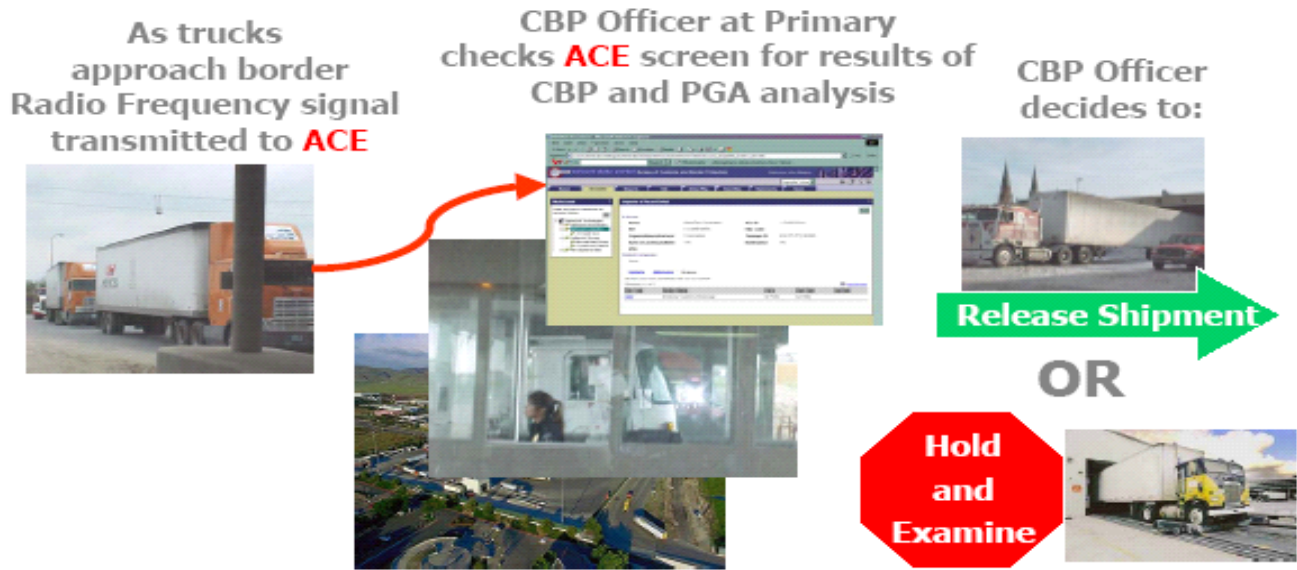 As trucks
approach border
Radio Frequency signal
transmitted to ACE
CBP Officer at Primary
checks ACE screen for results of
CBP and PGA analysis
CBP Officer
decides to:
Release Shipment
OR
Hold
and
Examine